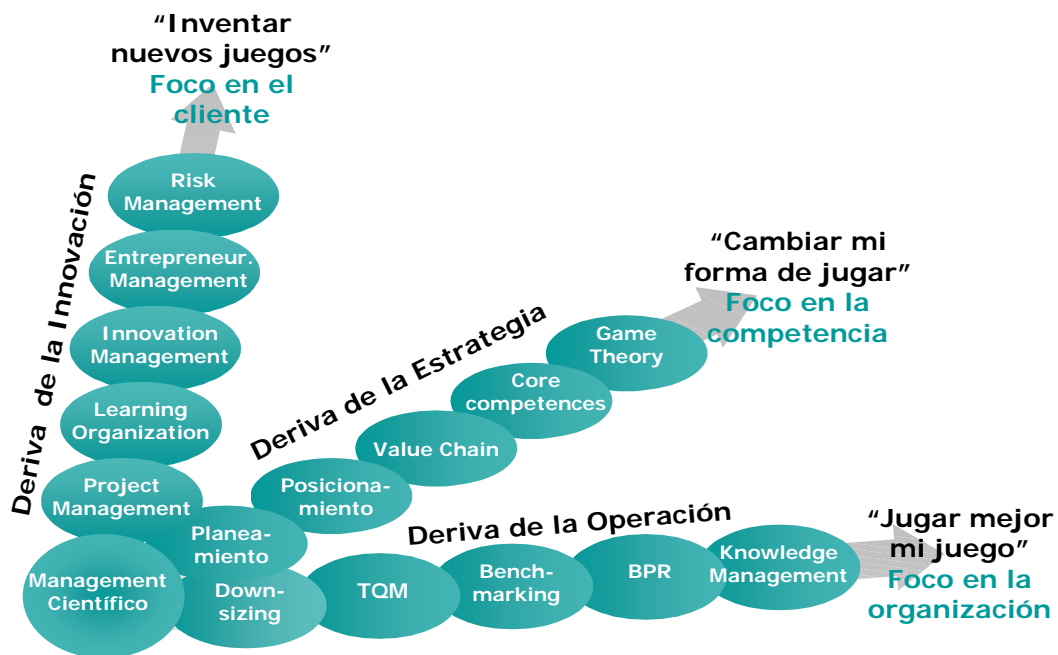 “Inventar
nuevos juegos”
Foco en el
cliente
Deriva de la Innovación
Risk
Management
Entrepreneur.
Management
Innovation
Management
Learning
Organization
Project
Management
Management
Científico
“Cambiar mi
forma de jugar”
Foco en la
competencia
Deriva de la Estrategia
Game
Theory
Core
competences
Value Chain
Posiciona-
miento
Planea-
miento
Deriva de la Operación
Down-
sizing
TQM
Bench-
marking
BPR
Knowledge
Management
“Jugar mejor
mi juego”
Foco en la
organización